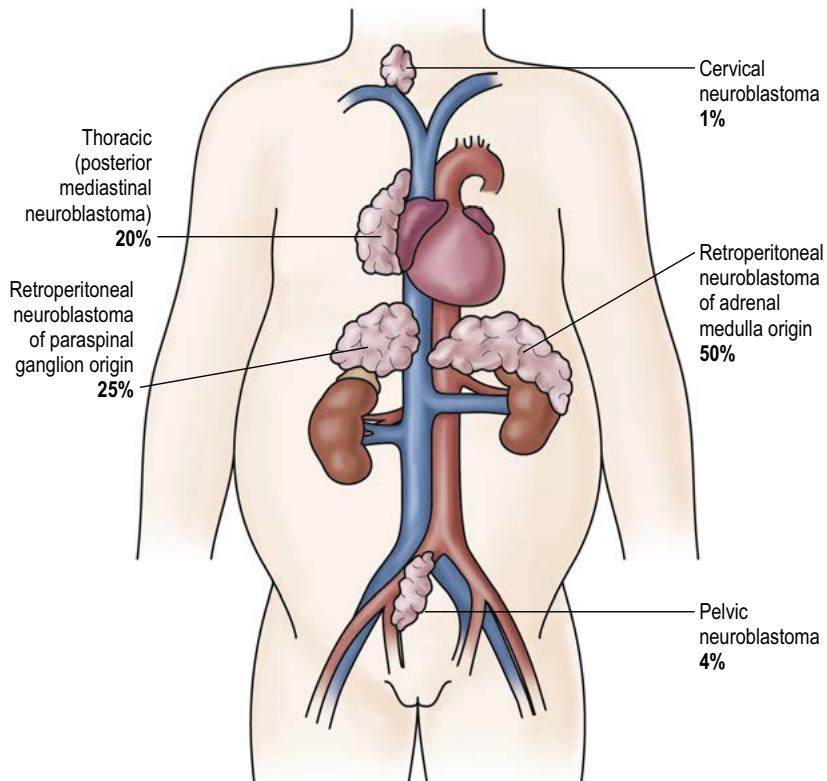 Cervical
neuroblastoma
1%
Thoracic
(posterior
mediastinal
neuroblastoma)
20%
Retroperitoneal
neuroblastoma
of adrenal
medulla origin
50%
Retroperitoneal
neuroblastoma
of paraspinal
ganglion origin
25%
Pelvic
neuroblastoma
4%